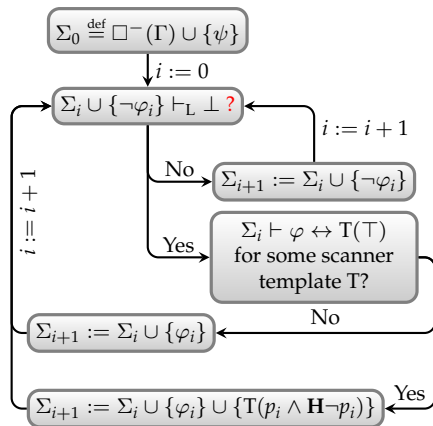 Σ₀ ≝ □⁻(Γ) ∪ {ψ}
i := 0
Σᵢ ∪ {¬φᵢ} ⊢_L ⊥ ?
i := i + 1
No
Σᵢ₊₁ := Σᵢ ∪ {¬φᵢ}
i := i + 1
Σᵢ ⊢ φ ↔ T(⊤)
Yes
for some scanner
template T?
No
Σᵢ₊₁ := Σᵢ ∪ {φᵢ}
Yes
Σᵢ₊₁ := Σᵢ ∪ {φᵢ} ∪ {T(pᵢ ∧ H¬pᵢ)}